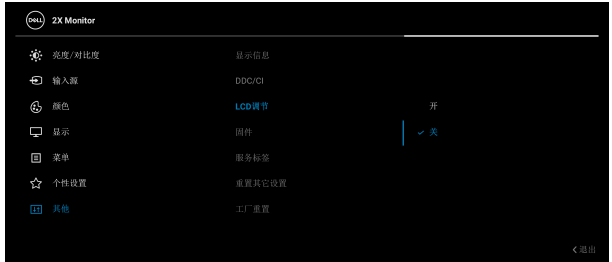 DELL 2X Monitor
亮度/对比度 显示信息
输入源 DDC/CI
颜色 LCD调节 开
显示 固件 关
菜单 服务标签
个性设置 重置其它设置
其他 工厂重置
退出